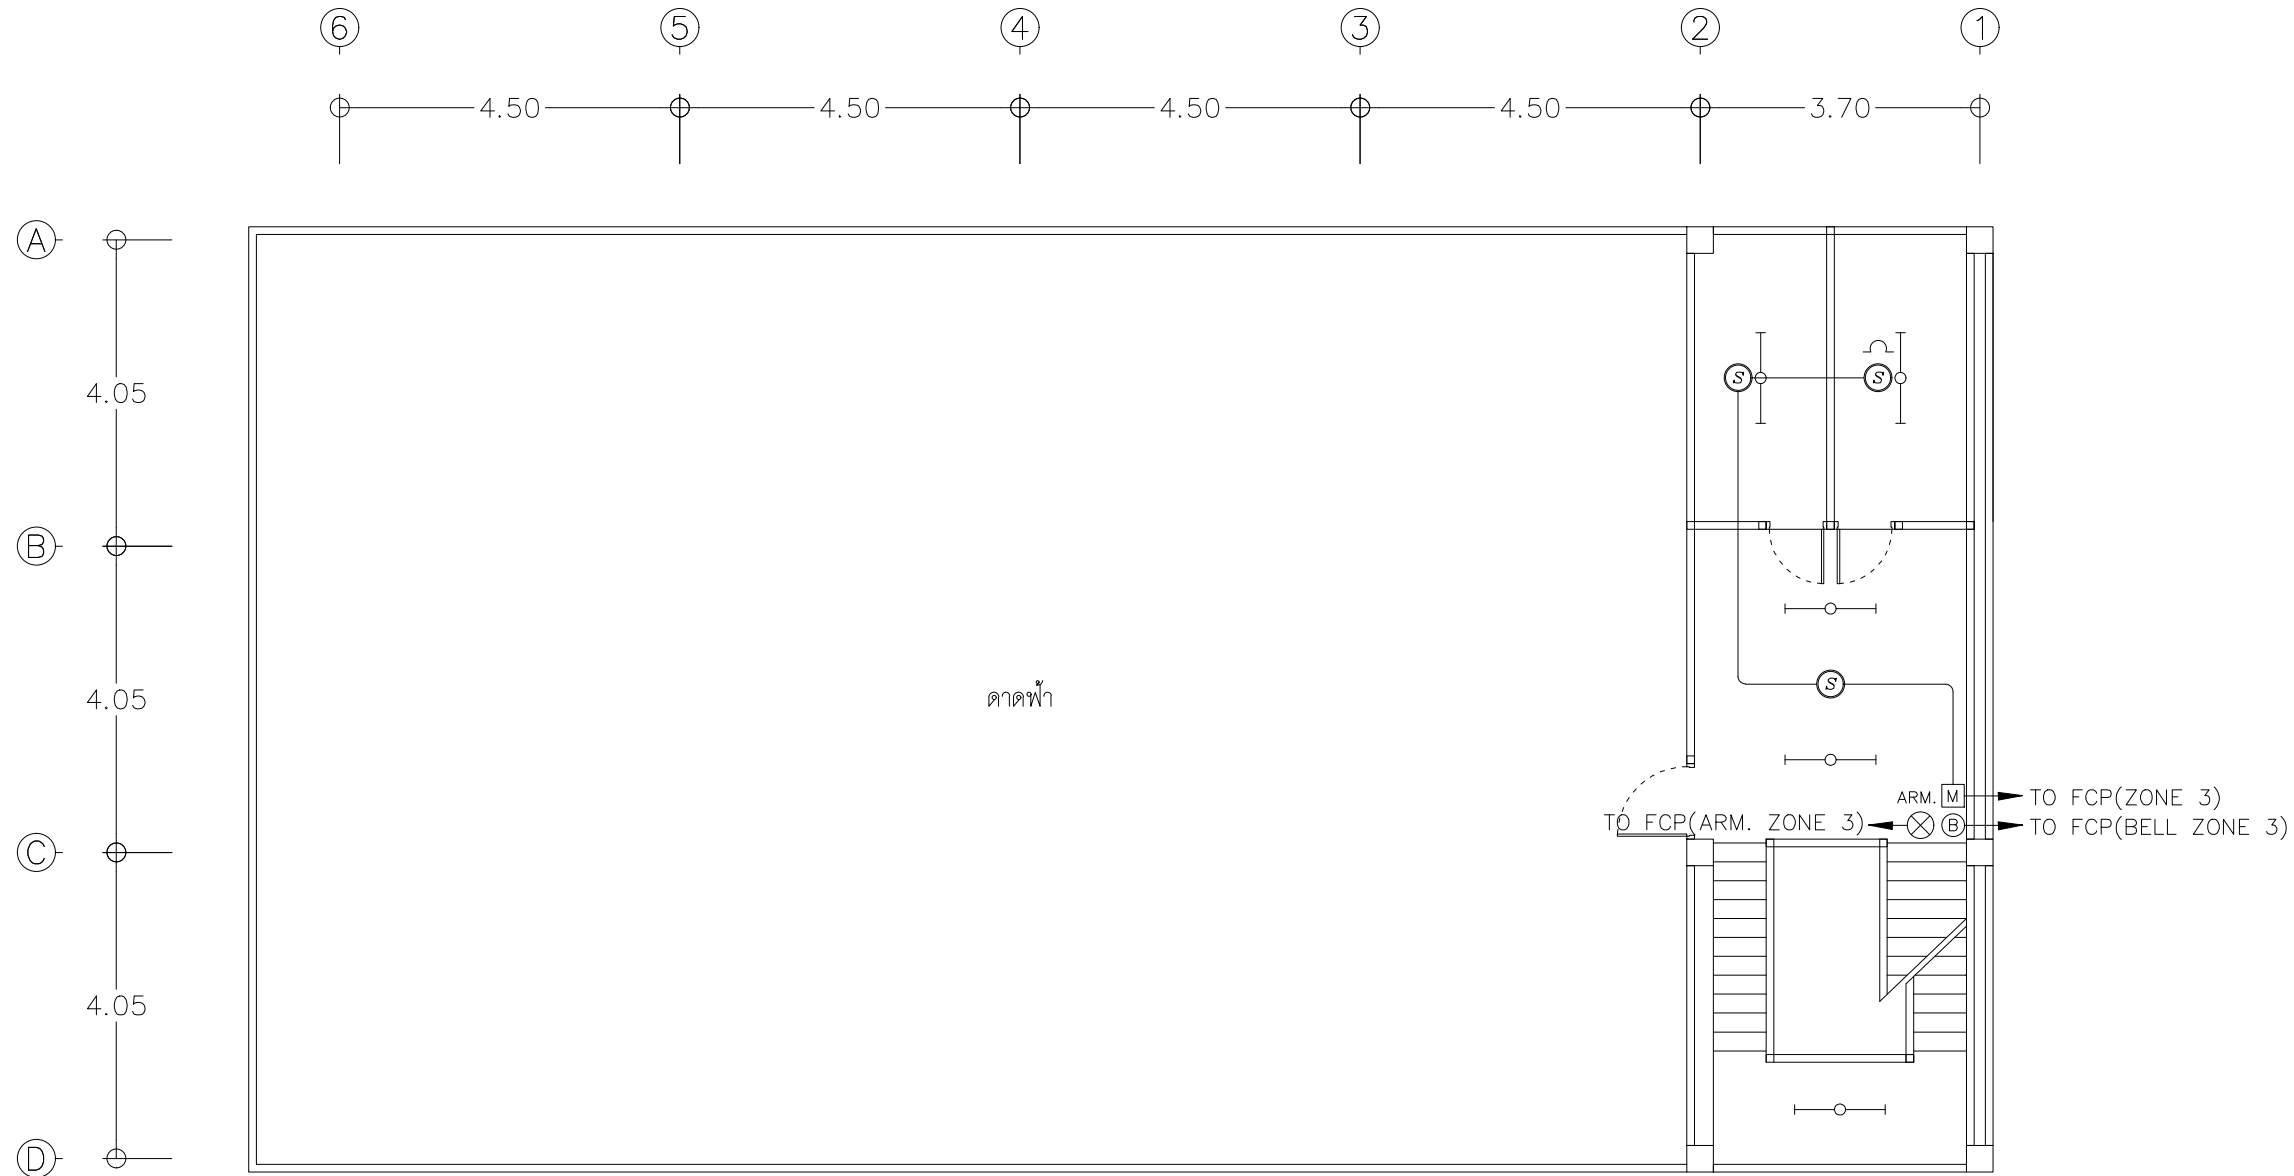 6 5 4 3 2 1
4.50 4.50 4.50 4.50 3.70
A
4.05
S S
B
4.05
ดาดฟ้า
S
ARM. M TO FCP(ZONE 3)
TO FCP(ARM. ZONE 3) B TO FCP(BELL ZONE 3)
C
4.05
D